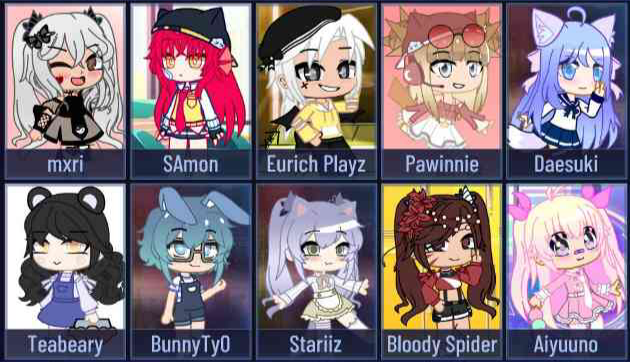 mxri
SAmon
Eurich Playz
Pawinnie
Daesuki
Teabeary
BunnyTy0
Stariiz
Bloody Spider
Aiyuuno